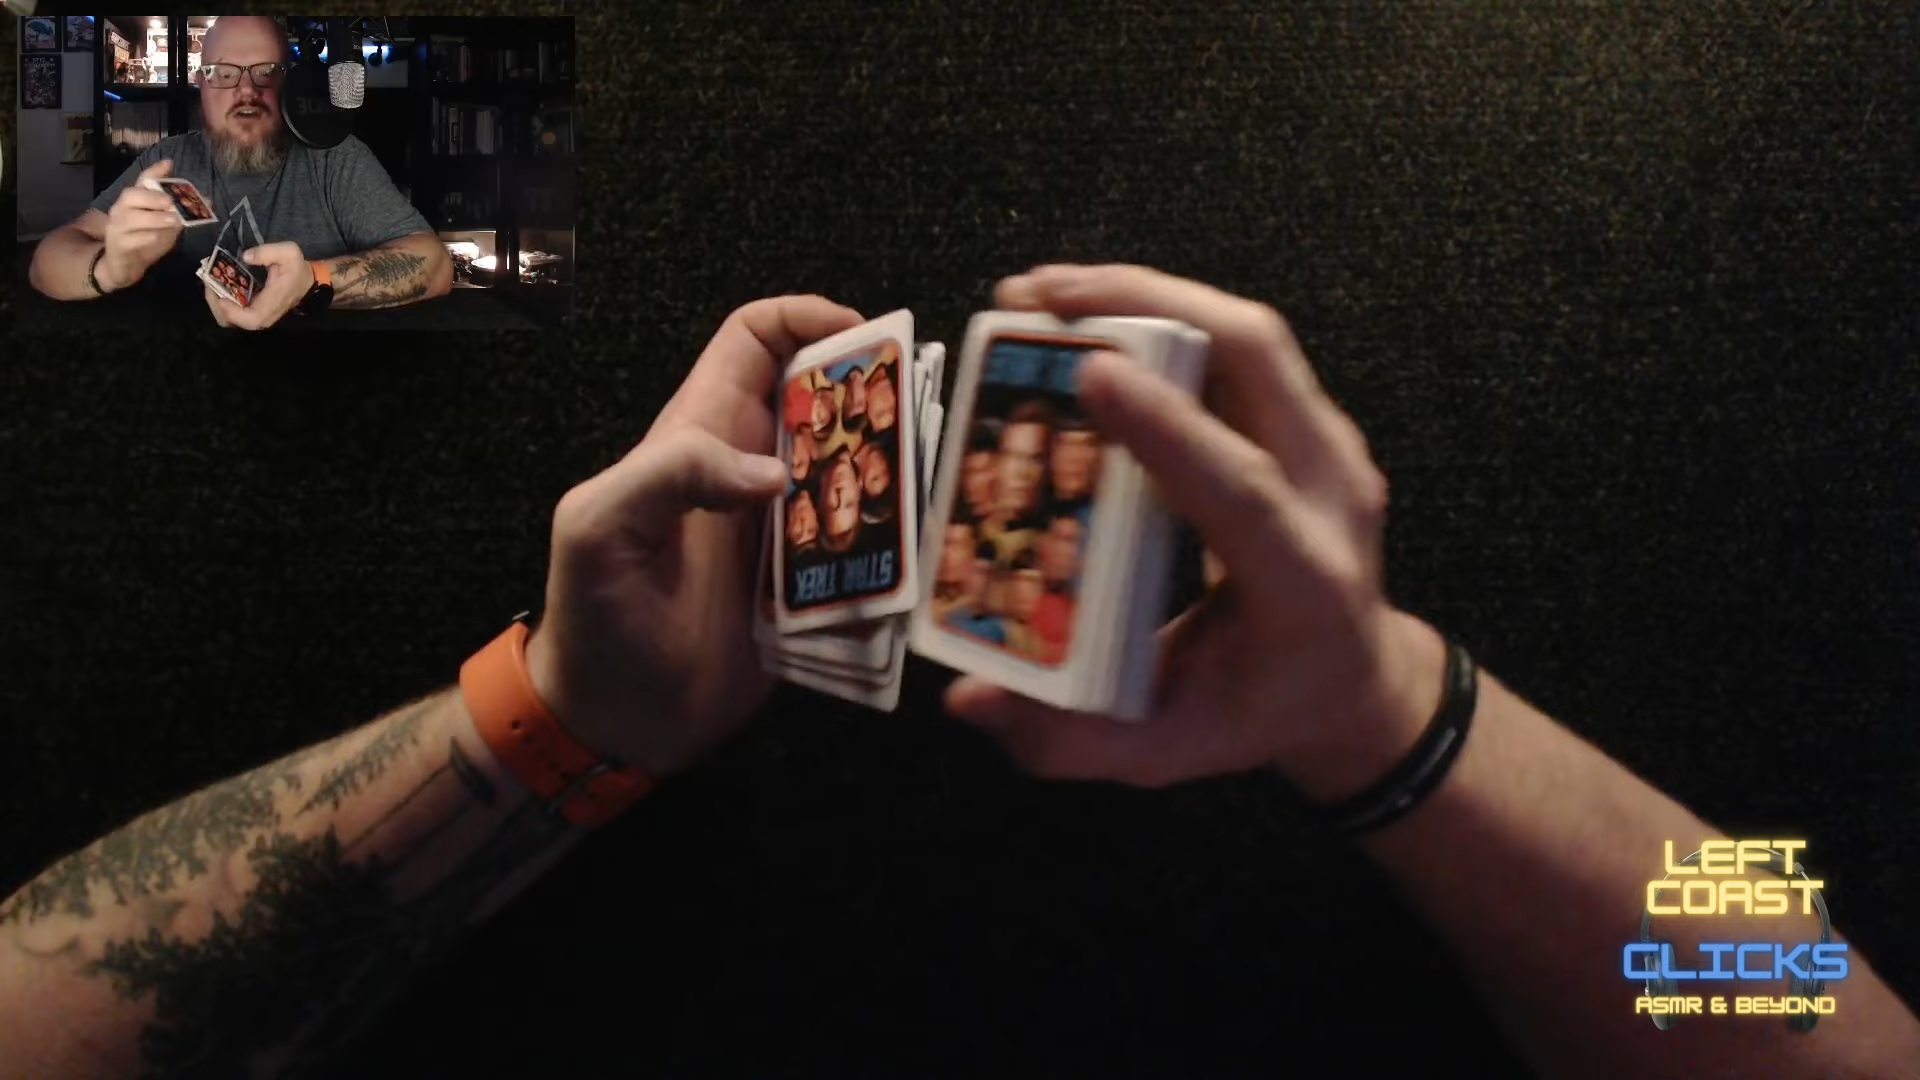 STAR TREK
LEFT
COAST
CLICKS
ASMR & BEYOND